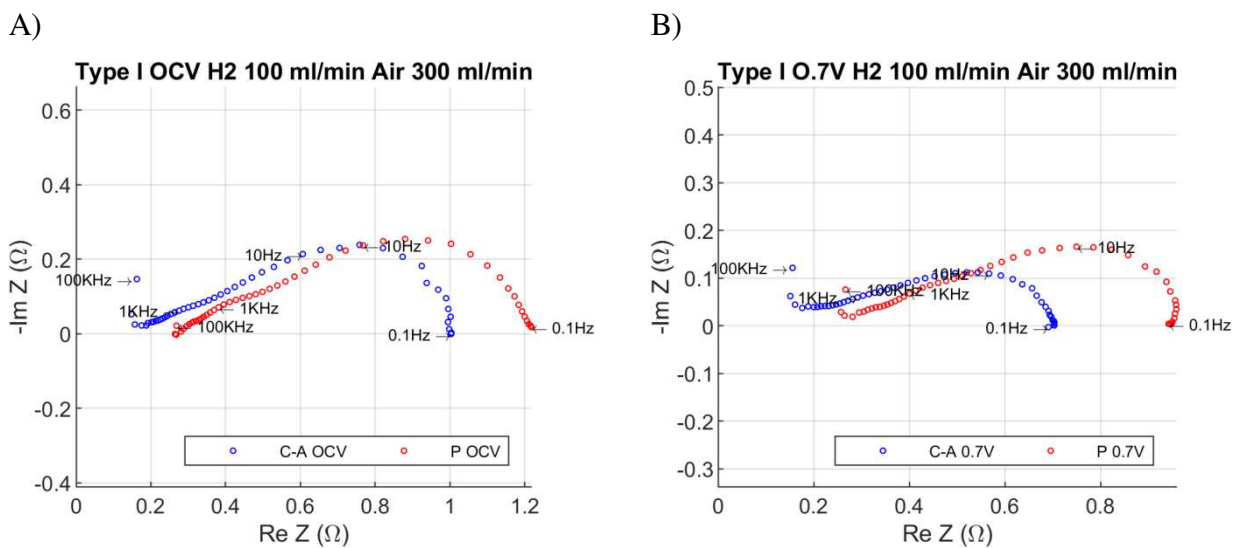 A)
Type I OCV H2 100 ml/min Air 300 ml/min
0.6
0.4
0.2
0
-0.2
-0.4
-Im Z (Ω)
100KHz
1KHz
10Hz
10Hz
1KHz
100KHz
0.1Hz
0.1Hz
C-A OCV
P OCV
0
0.2
0.4
0.6
0.8
1
1.2
Re Z (Ω)
B)
Type I O.7V H2 100 ml/min Air 300 ml/min
0.5
0.4
0.3
0.2
0.1
0
-0.1
-0.2
-0.3
-Im Z (Ω)
100KHz
1KHz
100KHz
1KHz
10Hz
10Hz
0.1Hz
0.1Hz
C-A 0.7V
P 0.7V
0
0.2
0.4
0.6
0.8
Re Z (Ω)